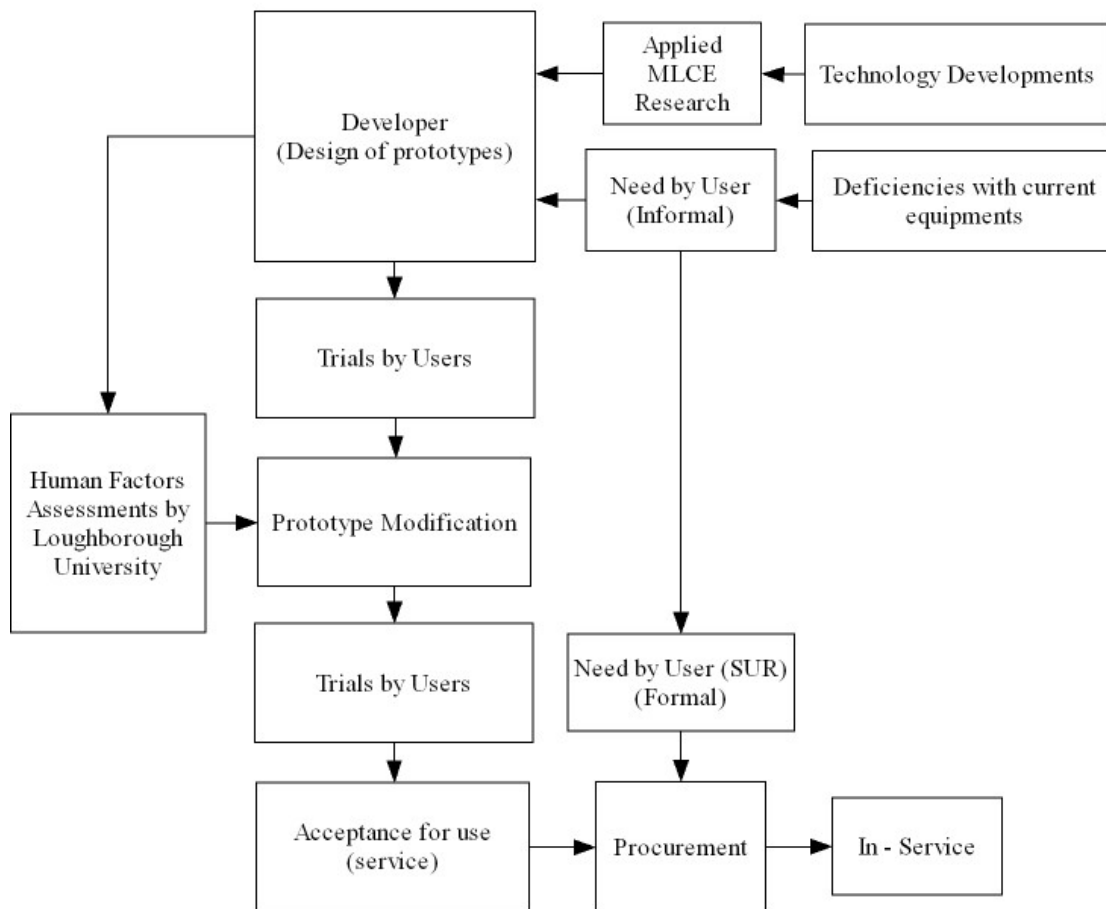 Applied
MLCE
Research
Technology Developments
Developer
(Design of prototypes)
Need by User
(Informal)
Deficiencies with current
equipments
Trials by Users
Human Factors
Assessments by
Loughborough
University
Prototype Modification
Trials by Users
Need by User (SUR)
(Formal)
Acceptance for use
(service)
Procurement
In - Service